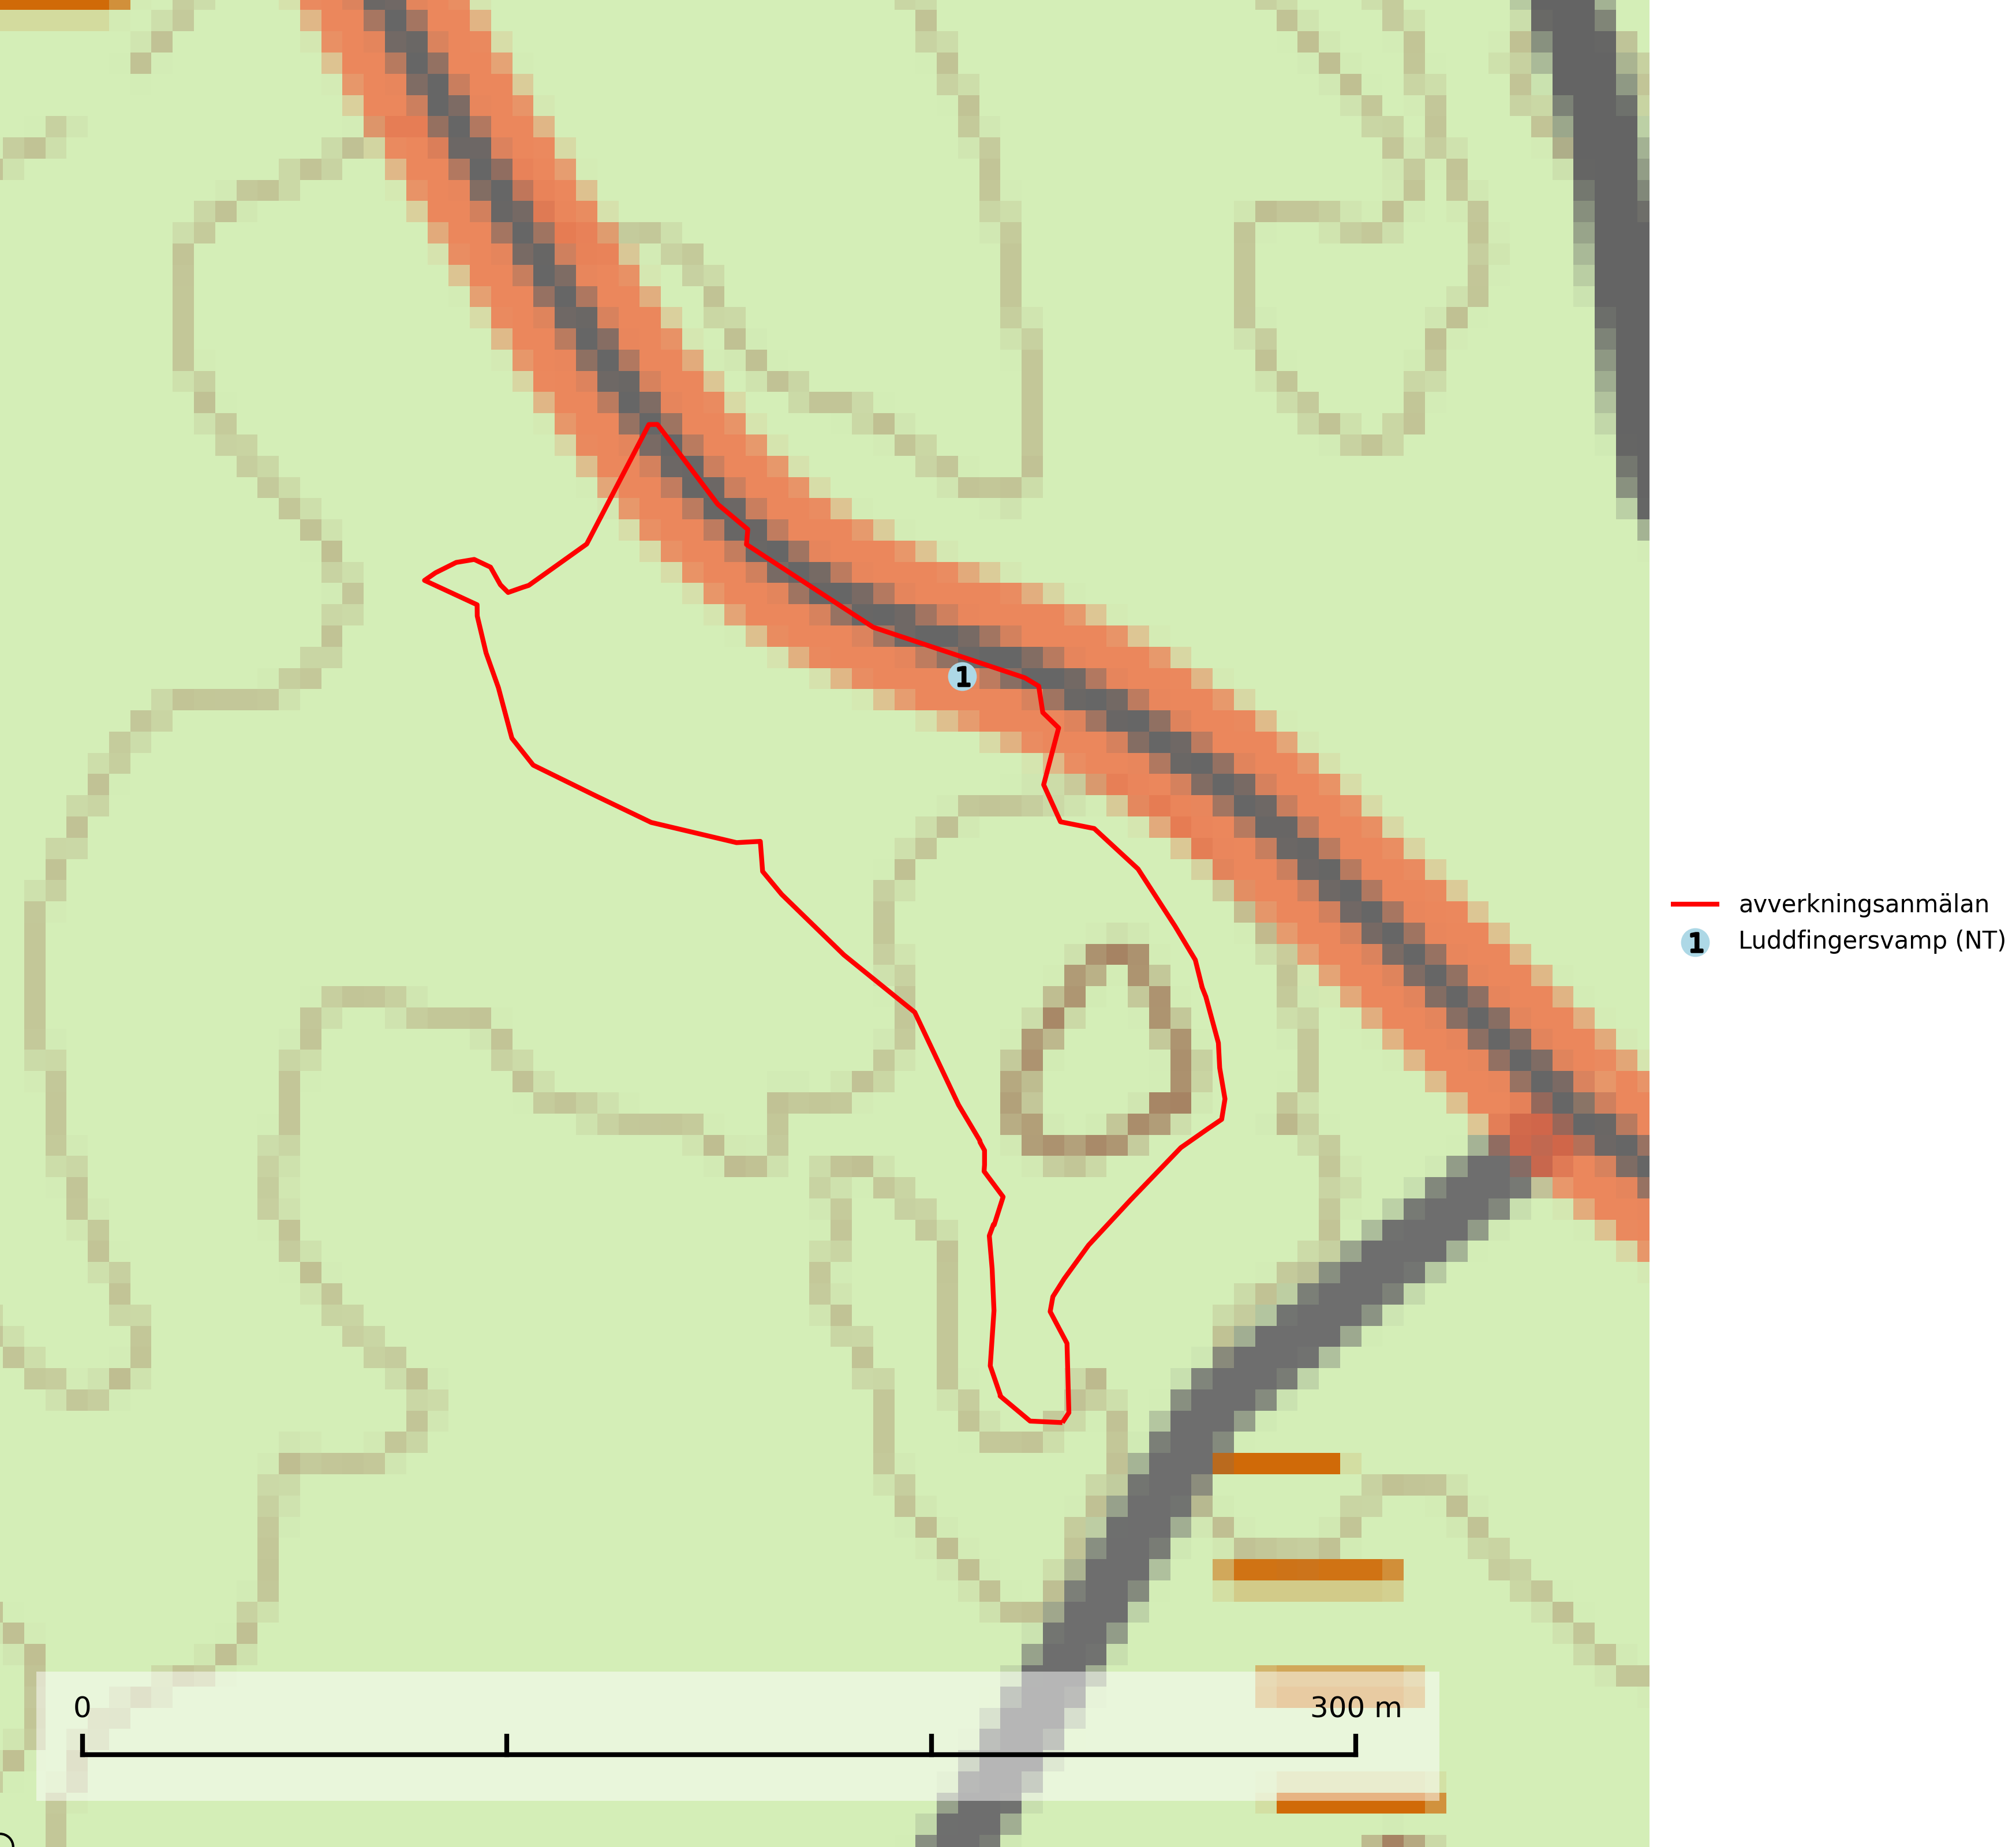 1
avverkningsanmälan
1 Luddfingersvamp (NT)
0 300 m